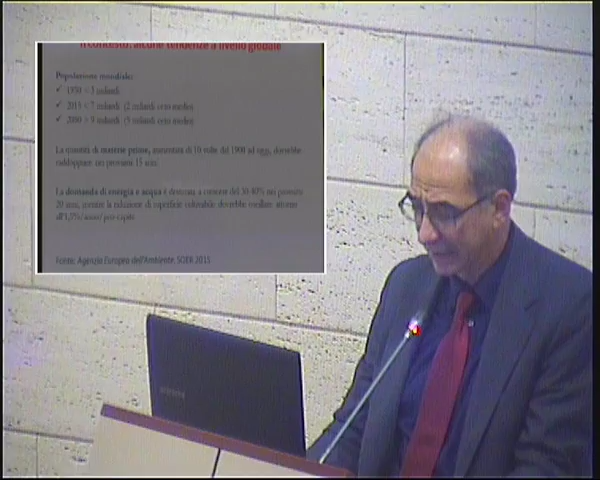 Il contesto: alcune tendenze a livello globale
Popolazione mondiale:
✓ 1950 < 3 miliardi
✓ 2015 < 7 miliardi (2 miliardi ceto medio)
✓ 2050 > 9 miliardi (5 miliardi ceto medio)
La quantità di materie prime, aumentata di 10 volte dal 1900 ad oggi, dovrebbe
raddoppiare nei prossimi 15 anni
La domanda di energia e acqua è destinata a crescere del 30-40% nei prossimi
20 anni, mentre la riduzione di superficie coltivabile dovrebbe risultare attorno
all'1,5%/anno/pro-capite
Fonte: Agenzia Europea dell'Ambiente, SOER 2015
SAMSUNG